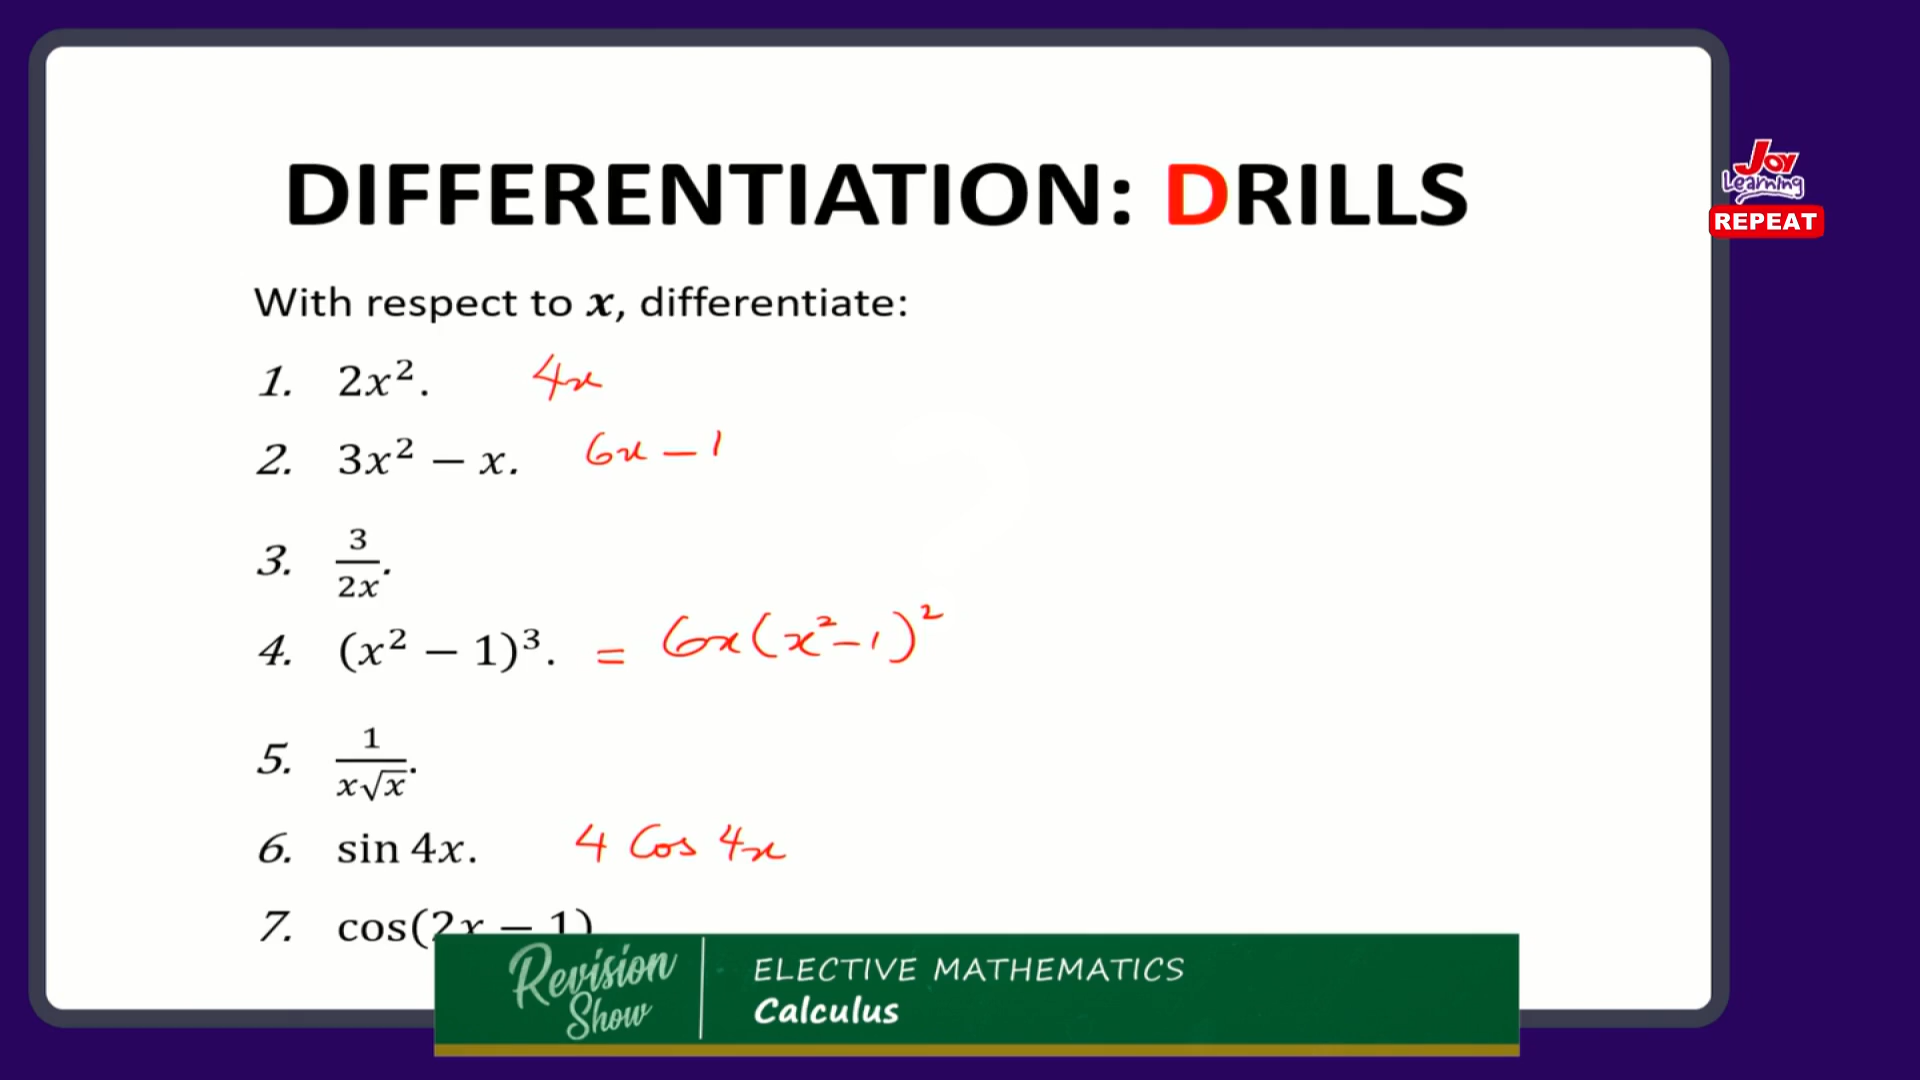 DIFFERENTIATION: DRILLS
Joy
Learning
REPEAT
With respect to x, differentiate:
1. 2x². 4x
2. 3x² − x. 6x − 1
3. 3/2x.
4. (x² − 1)³. = 6x(x²−1)²
5. 1/x√x.
6. sin 4x. 4 Cos 4x
7. cos(2x − 1)
Revision
Show
ELECTIVE MATHEMATICS
Calculus